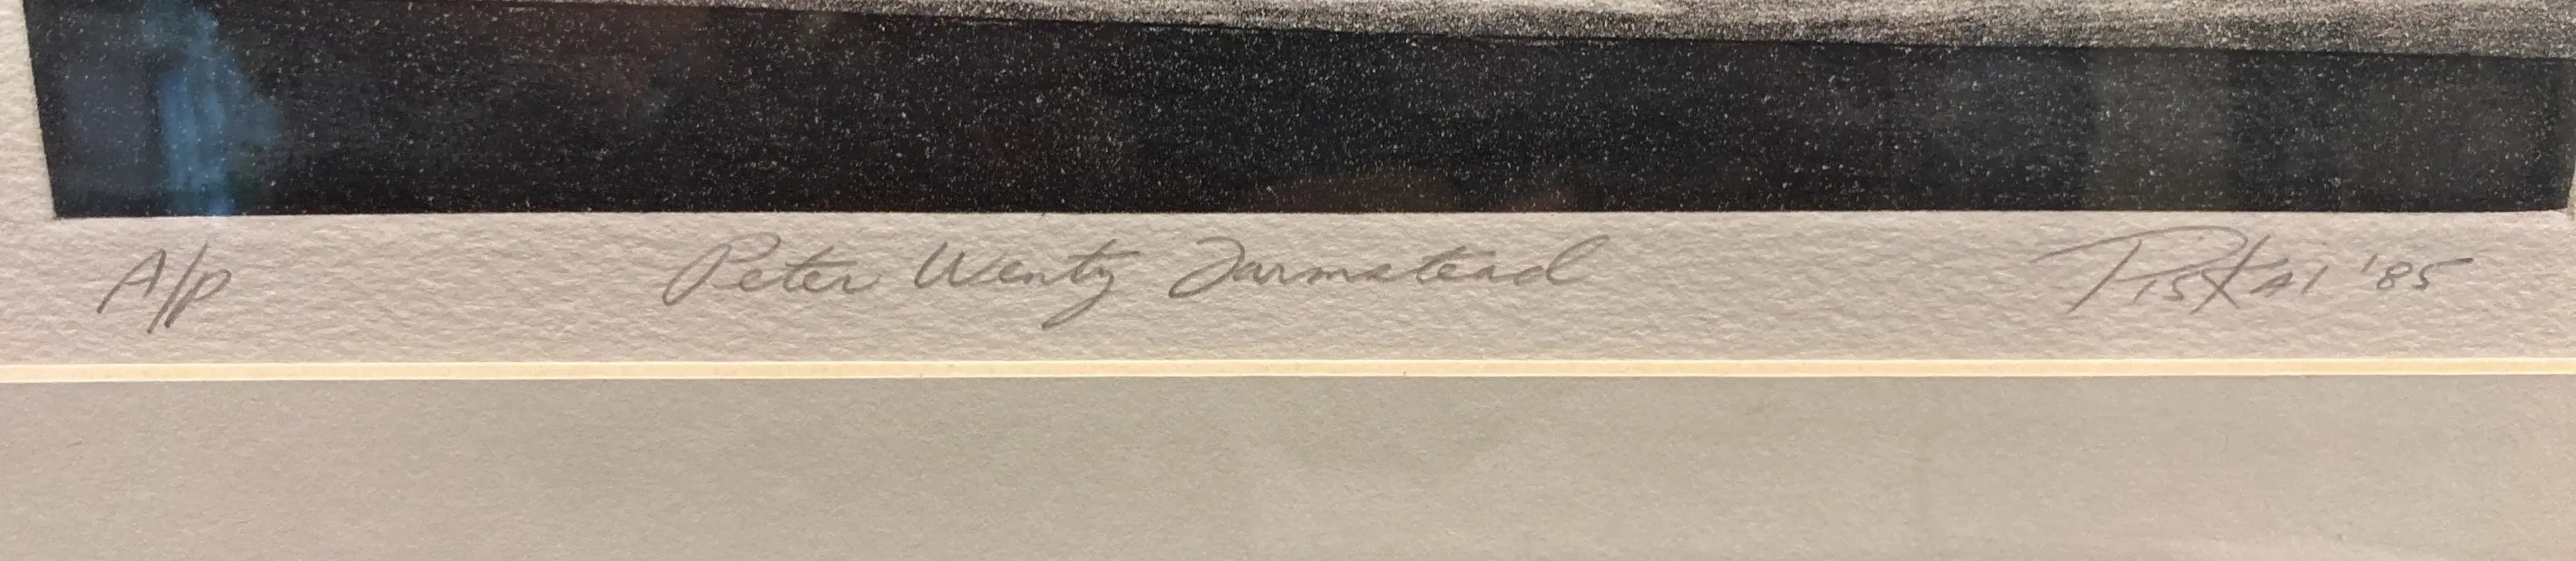 A/p Peter Wentz Farmstead Piskai '85